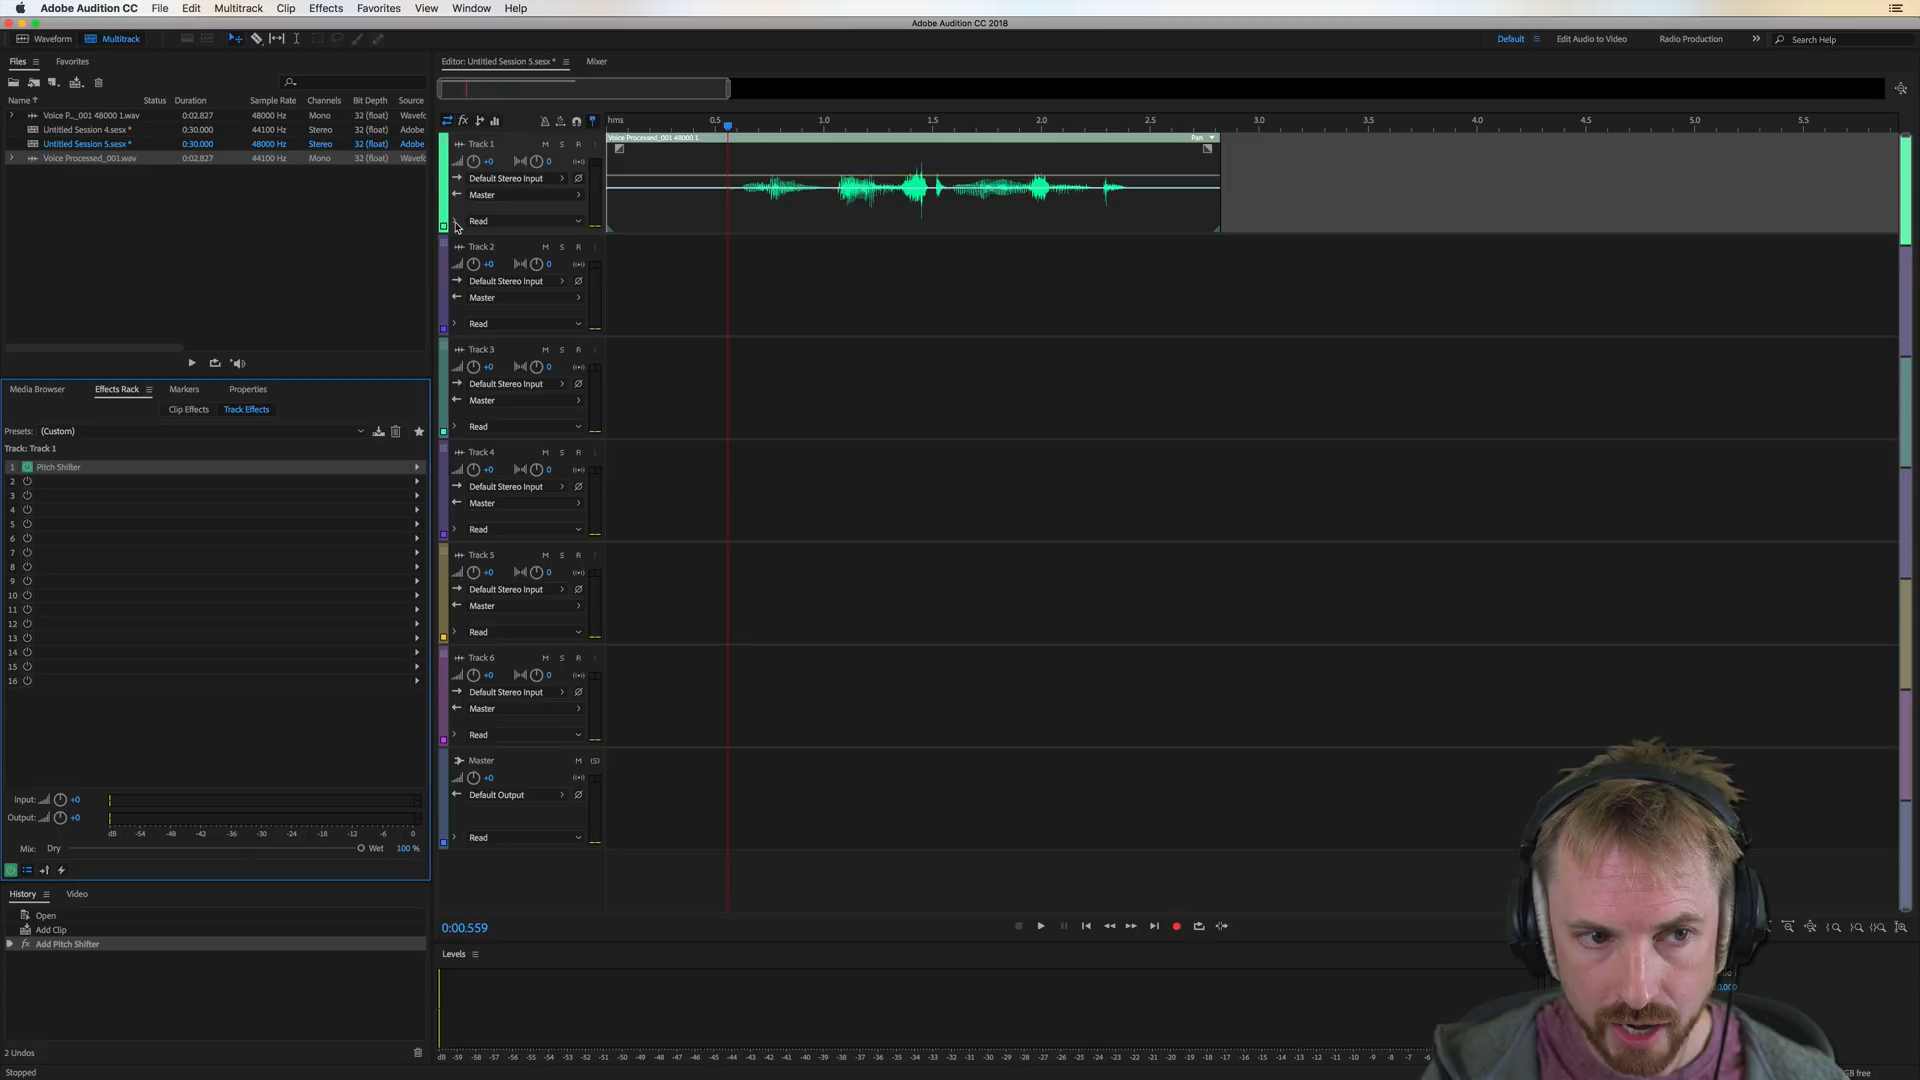 Adobe Audition CC File Edit Multitrack Clip Effects Favorites View Window Help
Adobe Audition CC 2018
Waveform Multitrack
Default Edit Audio to Video Radio Production Search Help
Files Favorites
Editor: Untitled Session 5.sesx * Mixer
Name Status Duration Sample Rate Channels Bit Depth Source
Voice P..._001 48000 1.wav 0:02.827 48000 Hz Mono 32 (float) Wavefo
Untitled Session 4.sesx * 0:30.000 44100 Hz Stereo 32 (float) Adobe
Untitled Session 5.sesx * 0:30.000 48000 Hz Stereo 32 (float) Adobe
Voice Processed_001.wav 0:02.827 44100 Hz Mono 32 (float) Wavefo
hms 0.5 1.0 1.5 2.0 2.5 3.0 3.5 4.0 4.5 5.0 5.5
Voice Processed_001 48000 1 Pan
Track 1 M S R I
+0 0
Default Stereo Input
Master
Read
Track 2 M S R I
+0 0
Default Stereo Input
Master
Read
Track 3 M S R I
+0 0
Default Stereo Input
Master
Read
Track 4 M S R I
+0 0
Default Stereo Input
Master
Read
Track 5 M S R I
+0 0
Default Stereo Input
Master
Read
Track 6 M S R I
+0 0
Default Stereo Input
Master
Read
Master M (S)
+0
Default Output
Read
Media Browser Effects Rack Markers Properties
Clip Effects Track Effects
Presets: (Custom)
Track: Track 1
1 Pitch Shifter
2
3
4
5
6
7
8
9
10
11
12
13
14
15
16
Input: +0
Output: +0
dB -54 -48 -42 -36 -30 -24 -18 -12 -6 0
Mix: Dry Wet 100 %
History Video
Open
Add Clip
Add Pitch Shifter
2 Undos
Stopped
0:00.559
Levels
dB -59 -58 -57 -56 -55 -54 -53 -52 -51 -50 -49 -48 -47 -46 -45 -44 -43 -42 -41 -40 -39 -38 -37 -36 -35 -34 -33 -32 -31 -30 -29 -28 -27 -26 -25 -24 -23 -22 -21 -20 -19 -18 -17 -16 -15 -14 -13 -12 -11 -10 -9 -8 -7 -6
GB free